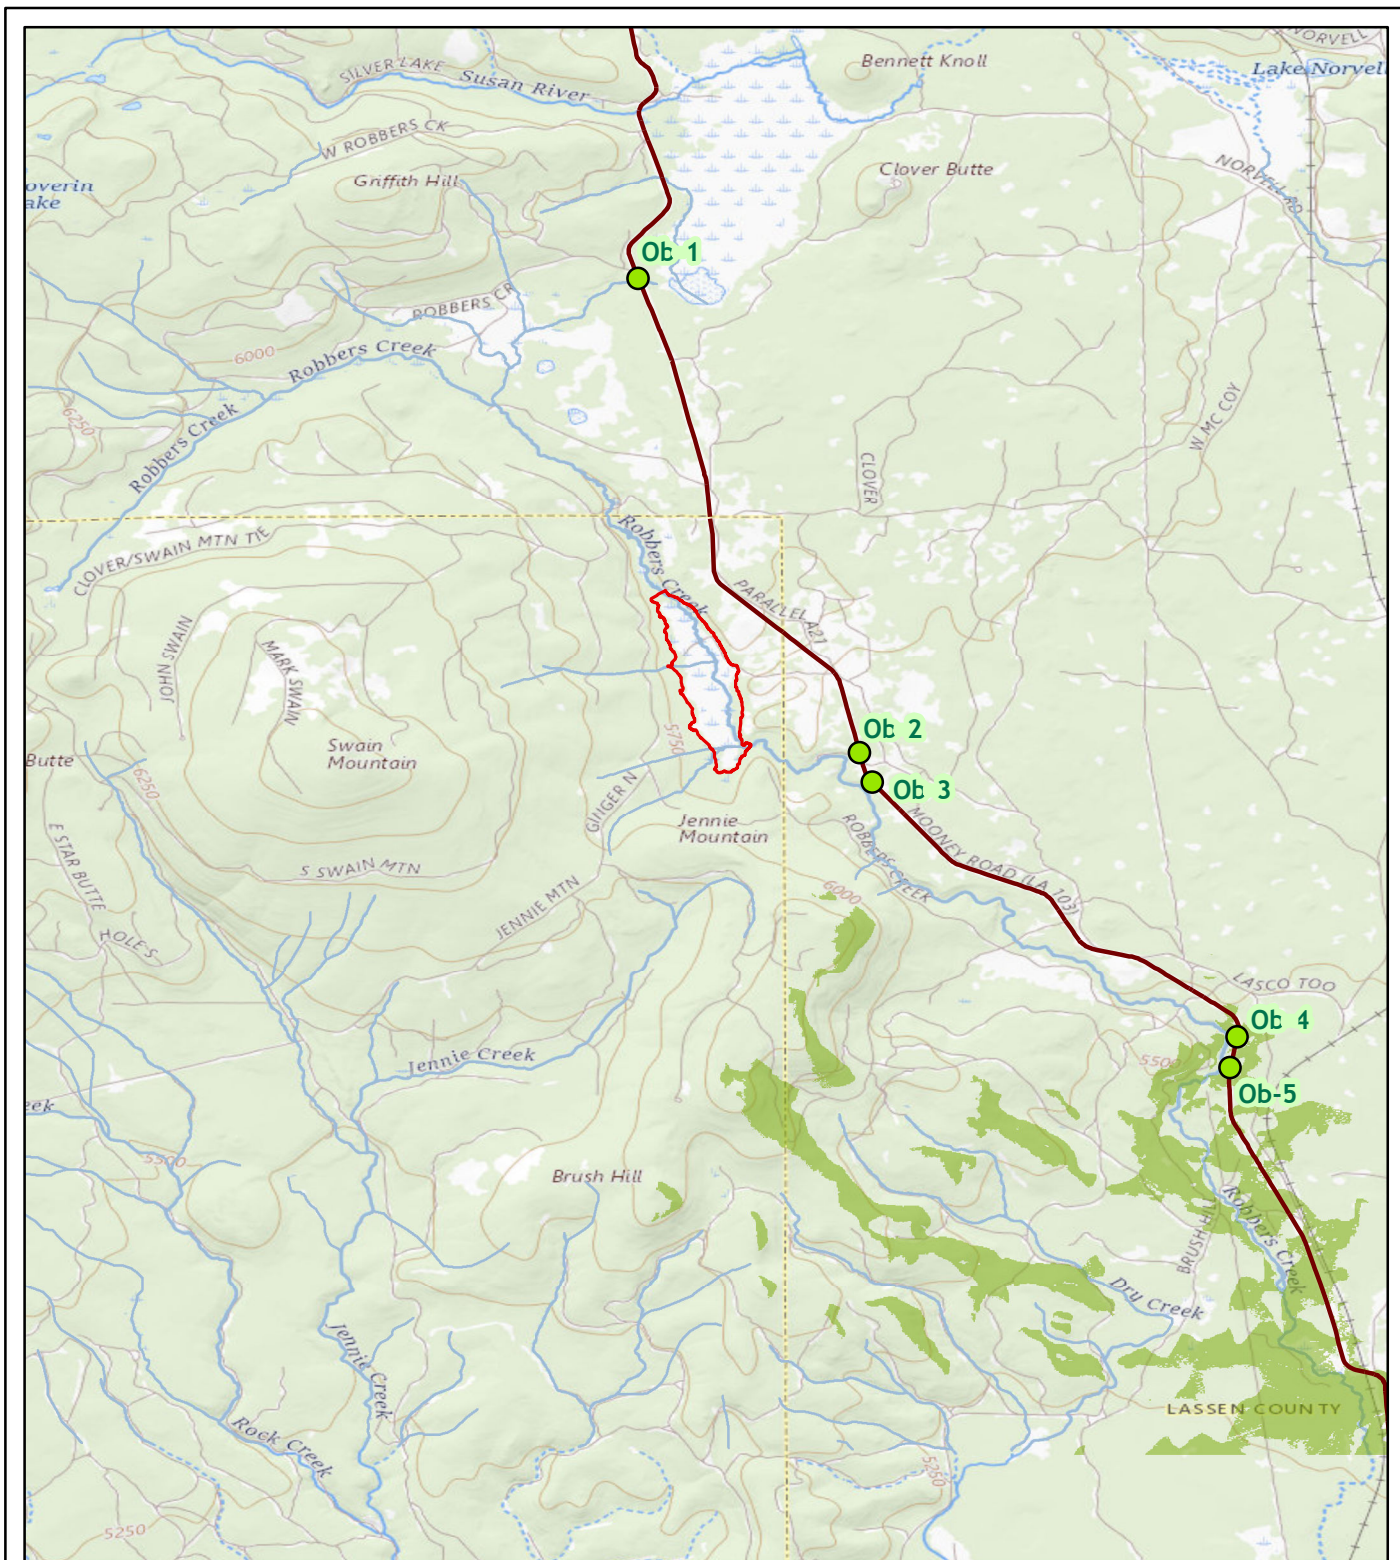 NORVELL
Bennett Knoll
SILVER LAKE
Susan River
Lake Norvell
W ROBBERS CK
Clover Butte
Griffith Hill
overin
ake
NORVELL RD
Ob 1
ROBBERS CR
Robbers Creek
6000
6250
Robbers Creek
W MC COY
CLOVER
Robbers Creek
CLOVER/SWAIN MTN TIE
PARALLEL A21
JOHN SWAIN
MARK SWAIN
5750
Ob 2
Swain
Mountain
Butte
6250
Ob 3
GINGER N
Jennie
Mountain
MOONEY ROAD (LA 103)
ROBBERS CREEK
E STAR BUTTE
S SWAIN MTN
6000
JENNIE MTN
HOLE S
LASCO TOO
Ob 4
Jennie Creek
5500
Ob-5
eek
5500
Brush Hill
Robbers Creek
BRUSH HILL
Dry Creek
Jennie Creek
LASSEN COUNTY
Rock Creek
5250
5250